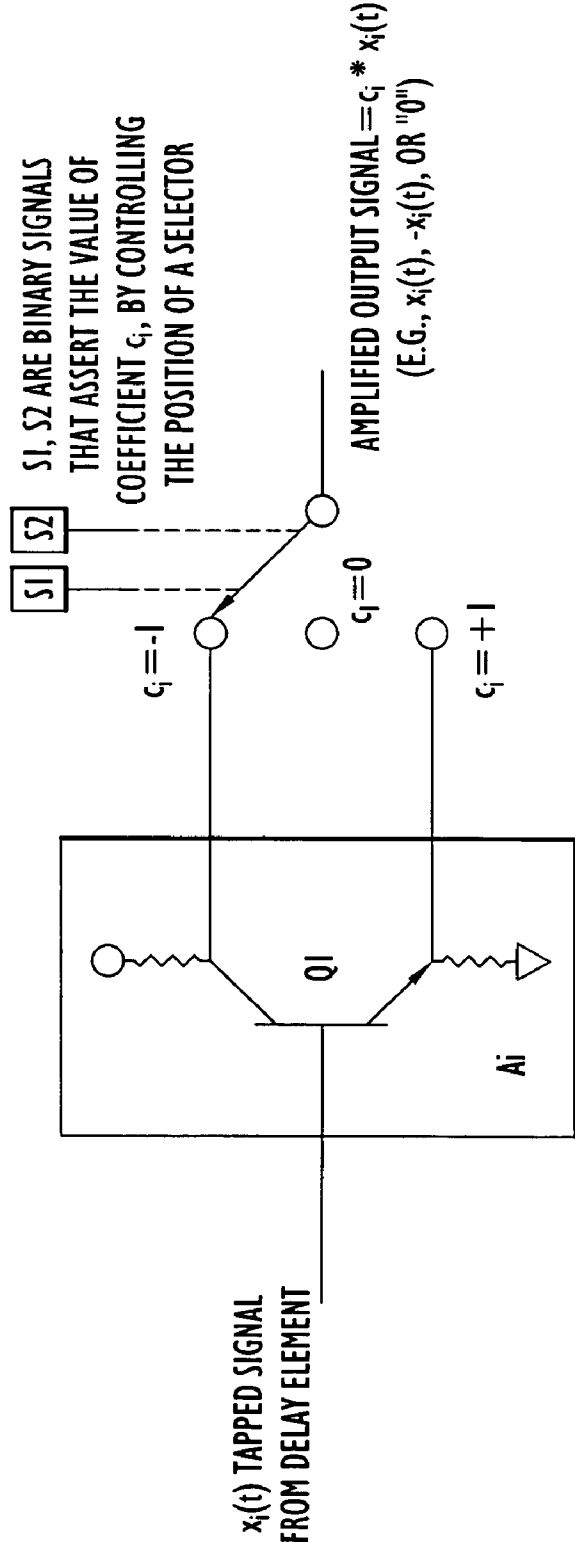 S1, S2 ARE BINARY SIGNALS
THAT ASSERT THE VALUE OF
COEFFICIENT ci, BY CONTROLLING
THE POSITION OF A SELECTOR
S1
S2
ci=-1
c1=0
ci=+1
AMPLIFIED OUTPUT SIGNAL=ci * xi(t)
(E.G., xi(t), -xi(t), OR "0")
Q1
Ai
xi(t) TAPPED SIGNAL
FROM DELAY ELEMENT